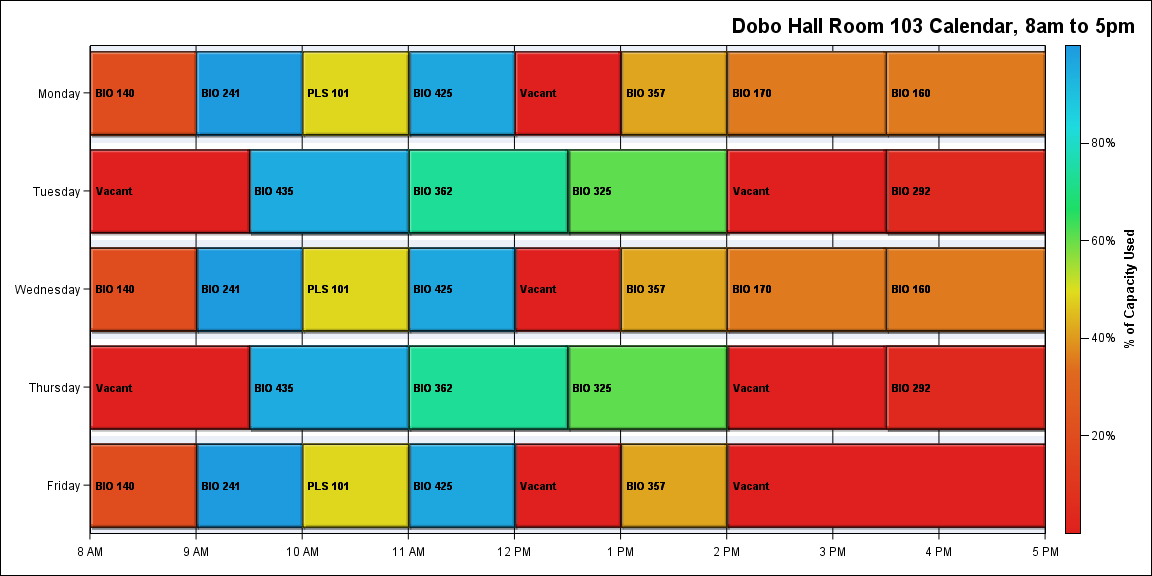 Dobo Hall Room 103 Calendar, 8am to 5pm
Monday BIO 140 BIO 241 PLS 101 BIO 425 Vacant BIO 357 BIO 170 BIO 160
Tuesday Vacant BIO 435 BIO 362 BIO 325 Vacant BIO 292
Wednesday BIO 140 BIO 241 PLS 101 BIO 425 Vacant BIO 357 BIO 170 BIO 160
Thursday Vacant BIO 435 BIO 362 BIO 325 Vacant BIO 292
Friday BIO 140 BIO 241 PLS 101 BIO 425 Vacant BIO 357 Vacant
8 AM 9 AM 10 AM 11 AM 12 PM 1 PM 2 PM 3 PM 4 PM 5 PM
80%
60%
40%
20%
% of Capacity Used